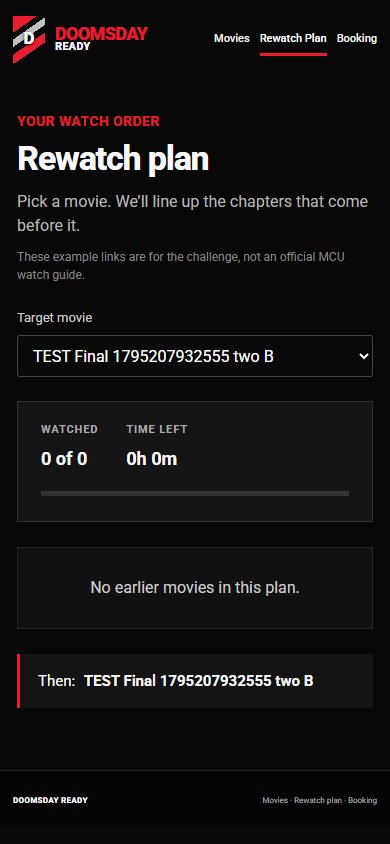 D
DOOMSDAY
READY
Movies Rewatch Plan Booking
YOUR WATCH ORDER
Rewatch plan
Pick a movie. We’ll line up the chapters that come
before it.
These example links are for the challenge, not an official MCU
watch guide.
Target movie
TEST Final 1795207932555 two B
WATCHED TIME LEFT
0 of 0 0h 0m
No earlier movies in this plan.
Then: TEST Final 1795207932555 two B
DOOMSDAY READY Movies · Rewatch plan · Booking